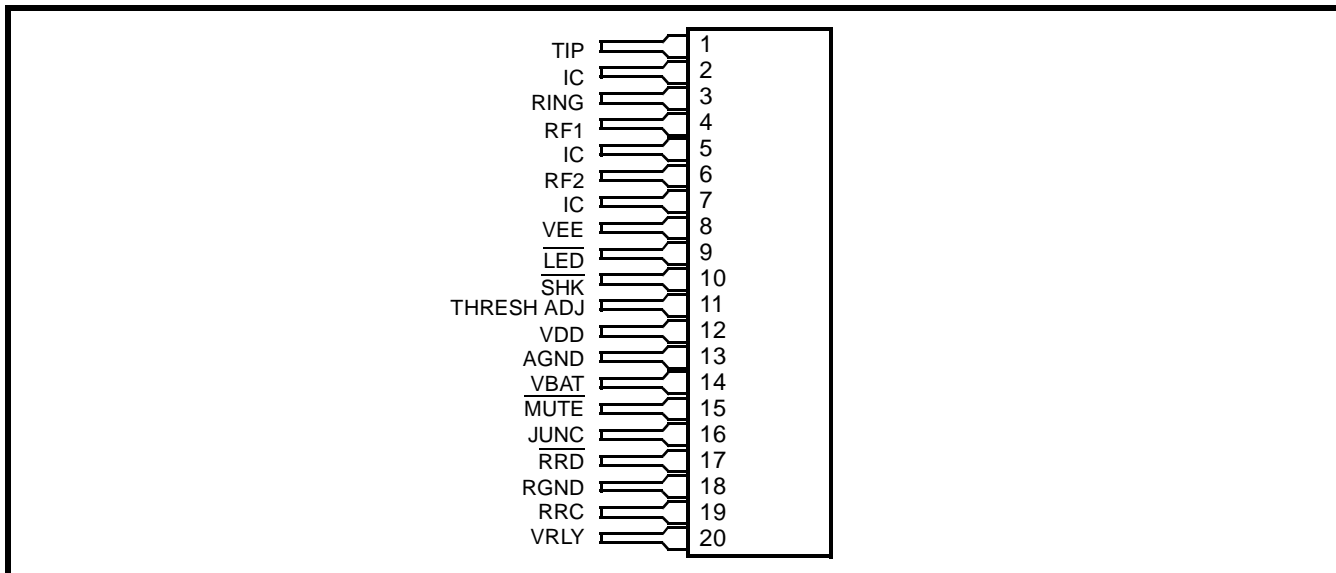 TIP 1
IC 2
RING 3
RF1 4
IC 5
RF2 6
IC 7
VEE 8
LED 9
SHK 10
THRESH ADJ 11
VDD 12
AGND 13
VBAT 14
MUTE 15
JUNC 16
RRD 17
RGND 18
RRC 19
VRLY 20